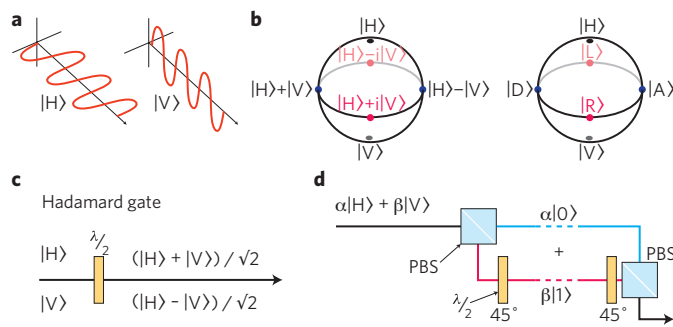 a
|H⟩
|V⟩
b
|H⟩
|H⟩−i|V⟩
|H⟩+|V⟩
|H⟩−|V⟩
|H⟩+i|V⟩
|V⟩
|H⟩
|L⟩
|D⟩
|A⟩
|R⟩
|V⟩
c
Hadamard gate
λ/2
|H⟩
(|H⟩ + |V⟩) / √2
|V⟩
(|H⟩ − |V⟩) / √2
d
α|H⟩ + β|V⟩
α|0⟩
PBS
+
PBS
β|1⟩
λ/2
45°
45°